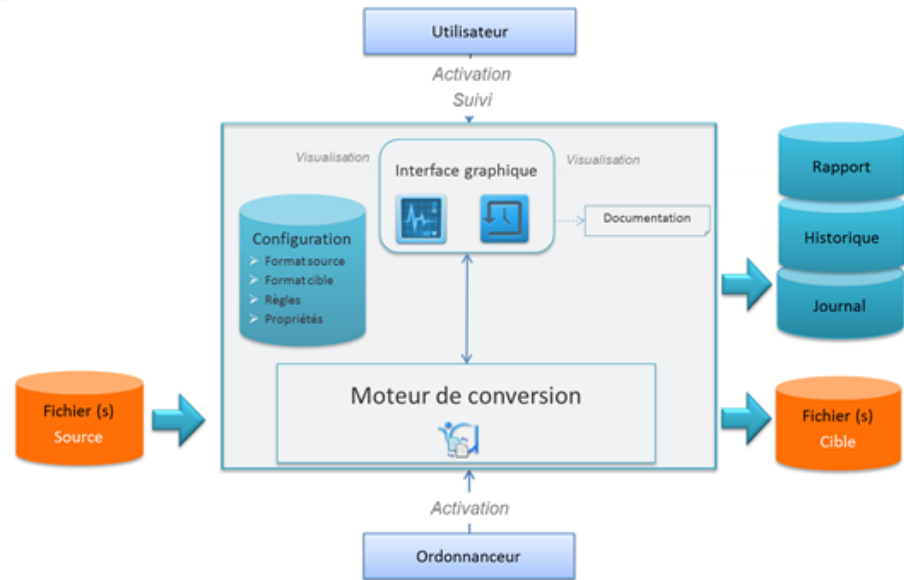 Utilisateur
Activation
Suivi
Visualisation
Interface graphique
Visualisation
Documentation
Configuration
Format source
Format cible
Règles
Propriétés
Rapport
Historique
Journal
Moteur de conversion
Fichier (s)
Source
Fichier (s)
Cible
Activation
Ordonnanceur